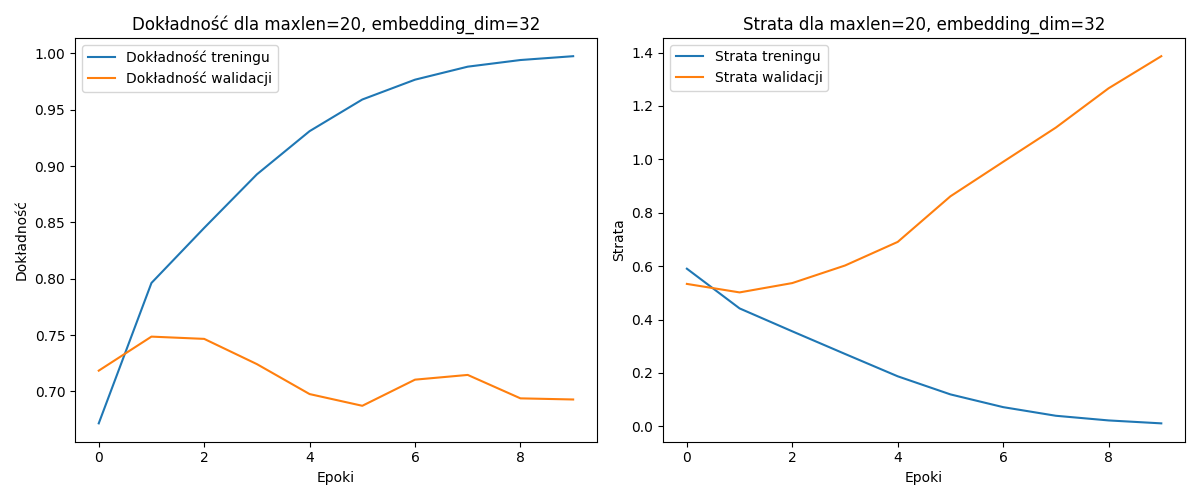 Dokładność dla maxlen=20, embedding_dim=32
Dokładność treningu
Dokładność walidacji
1.00
0.95
0.90
0.85
0.80
0.75
0.70
Dokładność
0
2
4
6
8
Epoki
Strata dla maxlen=20, embedding_dim=32
Strata treningu
Strata walidacji
1.4
1.2
1.0
0.8
0.6
0.4
0.2
0.0
Strata
0
2
4
6
8
Epoki